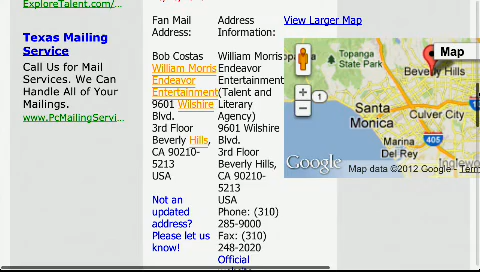 ExploreTalent.com/...
Texas Mailing
Service
Call Us for Mail
Services. We Can
Handle All of Your
Mailings.
www.PcMailingServi...
Fan Mail
Address:
Bob Costas
William Morris
Endeavor
Entertainment
9601 Wilshire
Blvd.
3rd Floor
Beverly Hills,
CA 90210-
5213
USA
Not an
updated
address?
Please let us
know!
Address
Information:
William Morris
Endeavor
Entertainment
(Talent and
Literary
Agency)
9601 Wilshire
Blvd.
3rd Floor
Beverly Hills,
CA 90210-
5213
USA
Phone: (310)
285-9000
Fax: (310)
248-2020
Official
View Larger Map
Map
Topanga
State Park
Beverly Hills
1
Santa
Monica
Culver City
Marina
Del Rey
405
Inglewo
Google
Map data ©2012 Google - Term